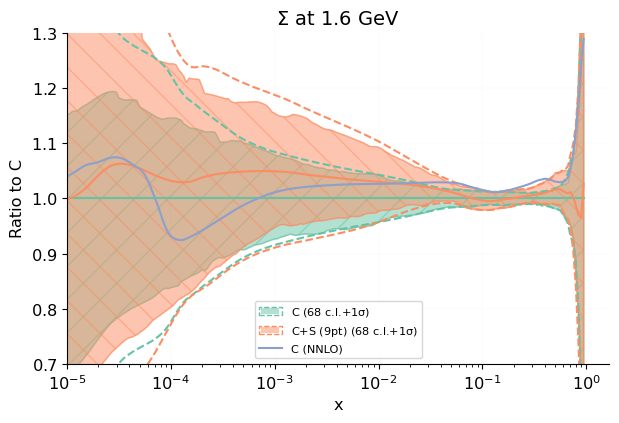 Σ at 1.6 GeV
1.3
1.2
1.1
1.0
0.9
0.8
0.7
Ratio to C
C (68 c.l.+1σ)
C+S (9pt) (68 c.l.+1σ)
C (NNLO)
10⁻⁵ 10⁻⁴ 10⁻³ 10⁻² 10⁻¹ 10⁰
x